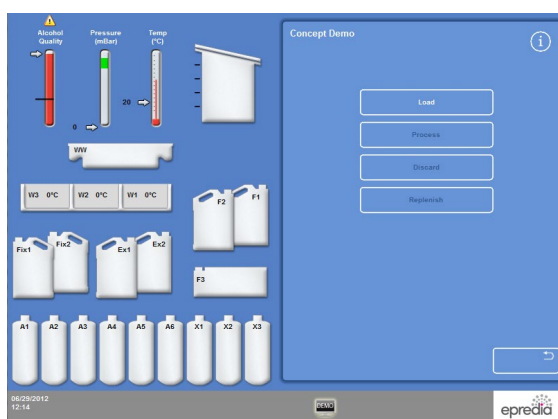 Alcohol
Quality
Pressure
(mBar)
Temp
(°C)
0
20
WW
W3 0°C W2 0°C W1 0°C
F2 F1
Fix1 Fix2 Ex1 Ex2
F3
A1 A2 A3 A4 A5 A6 X1 X2 X3
Concept Demo
i
Load
Process
Discard
Replenish
06/29/2012
12:14
DEMO
epredia